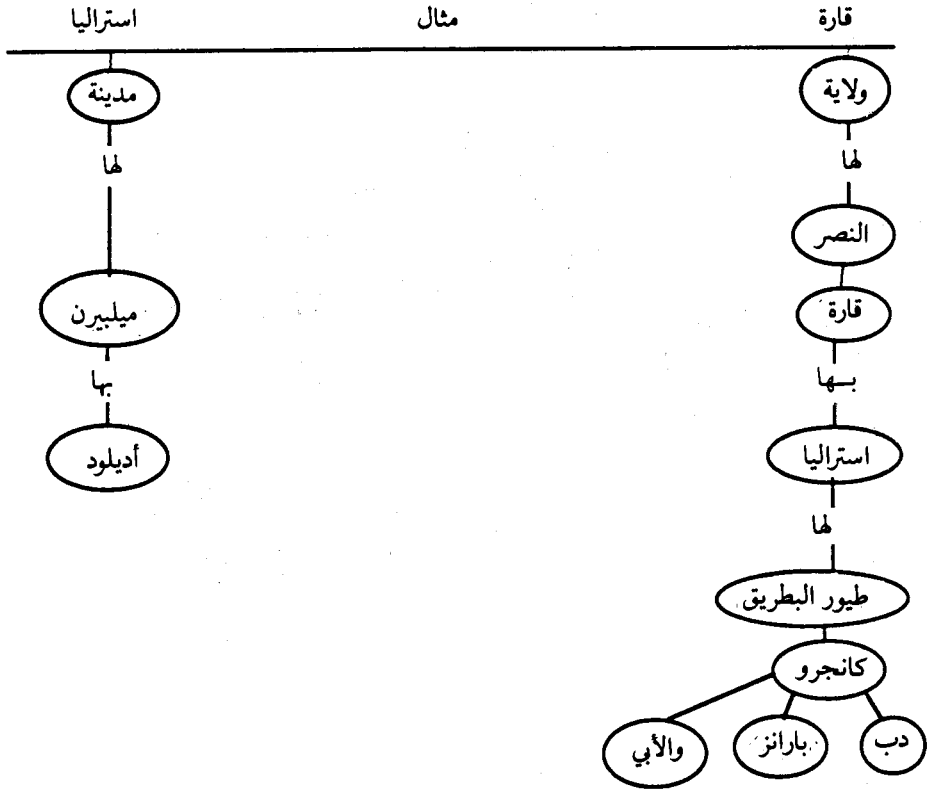 قارة مثال استراليا
ولاية مدينة
لها لها
النصر
قارة ميلبيرن
بها بها
استراليا أديلود
لها
طيور البطريق
كانجرو
دب بارانز والأبي